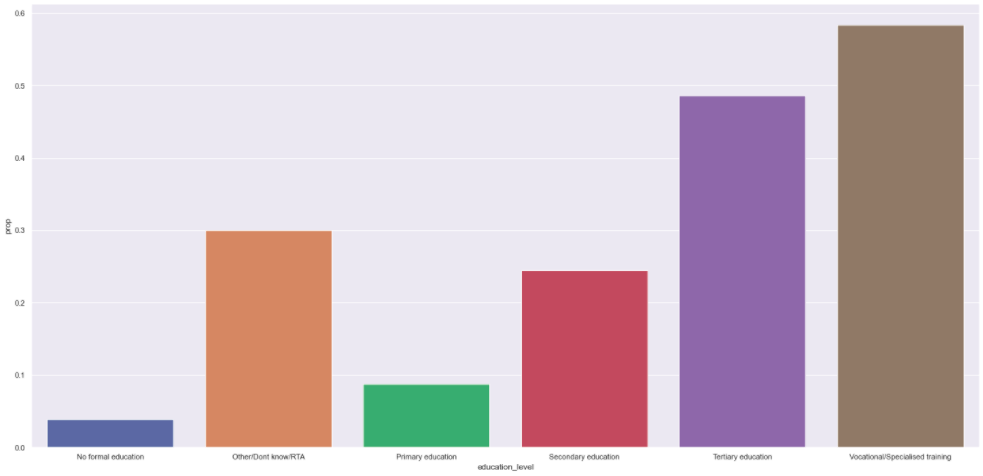 0.6
0.5
0.4
0.3
0.2
0.1
0.0
prop
No formal education
Other/Dont know/RTA
Primary education
Secondary education
Tertiary education
Vocational/Specialised training
education_level